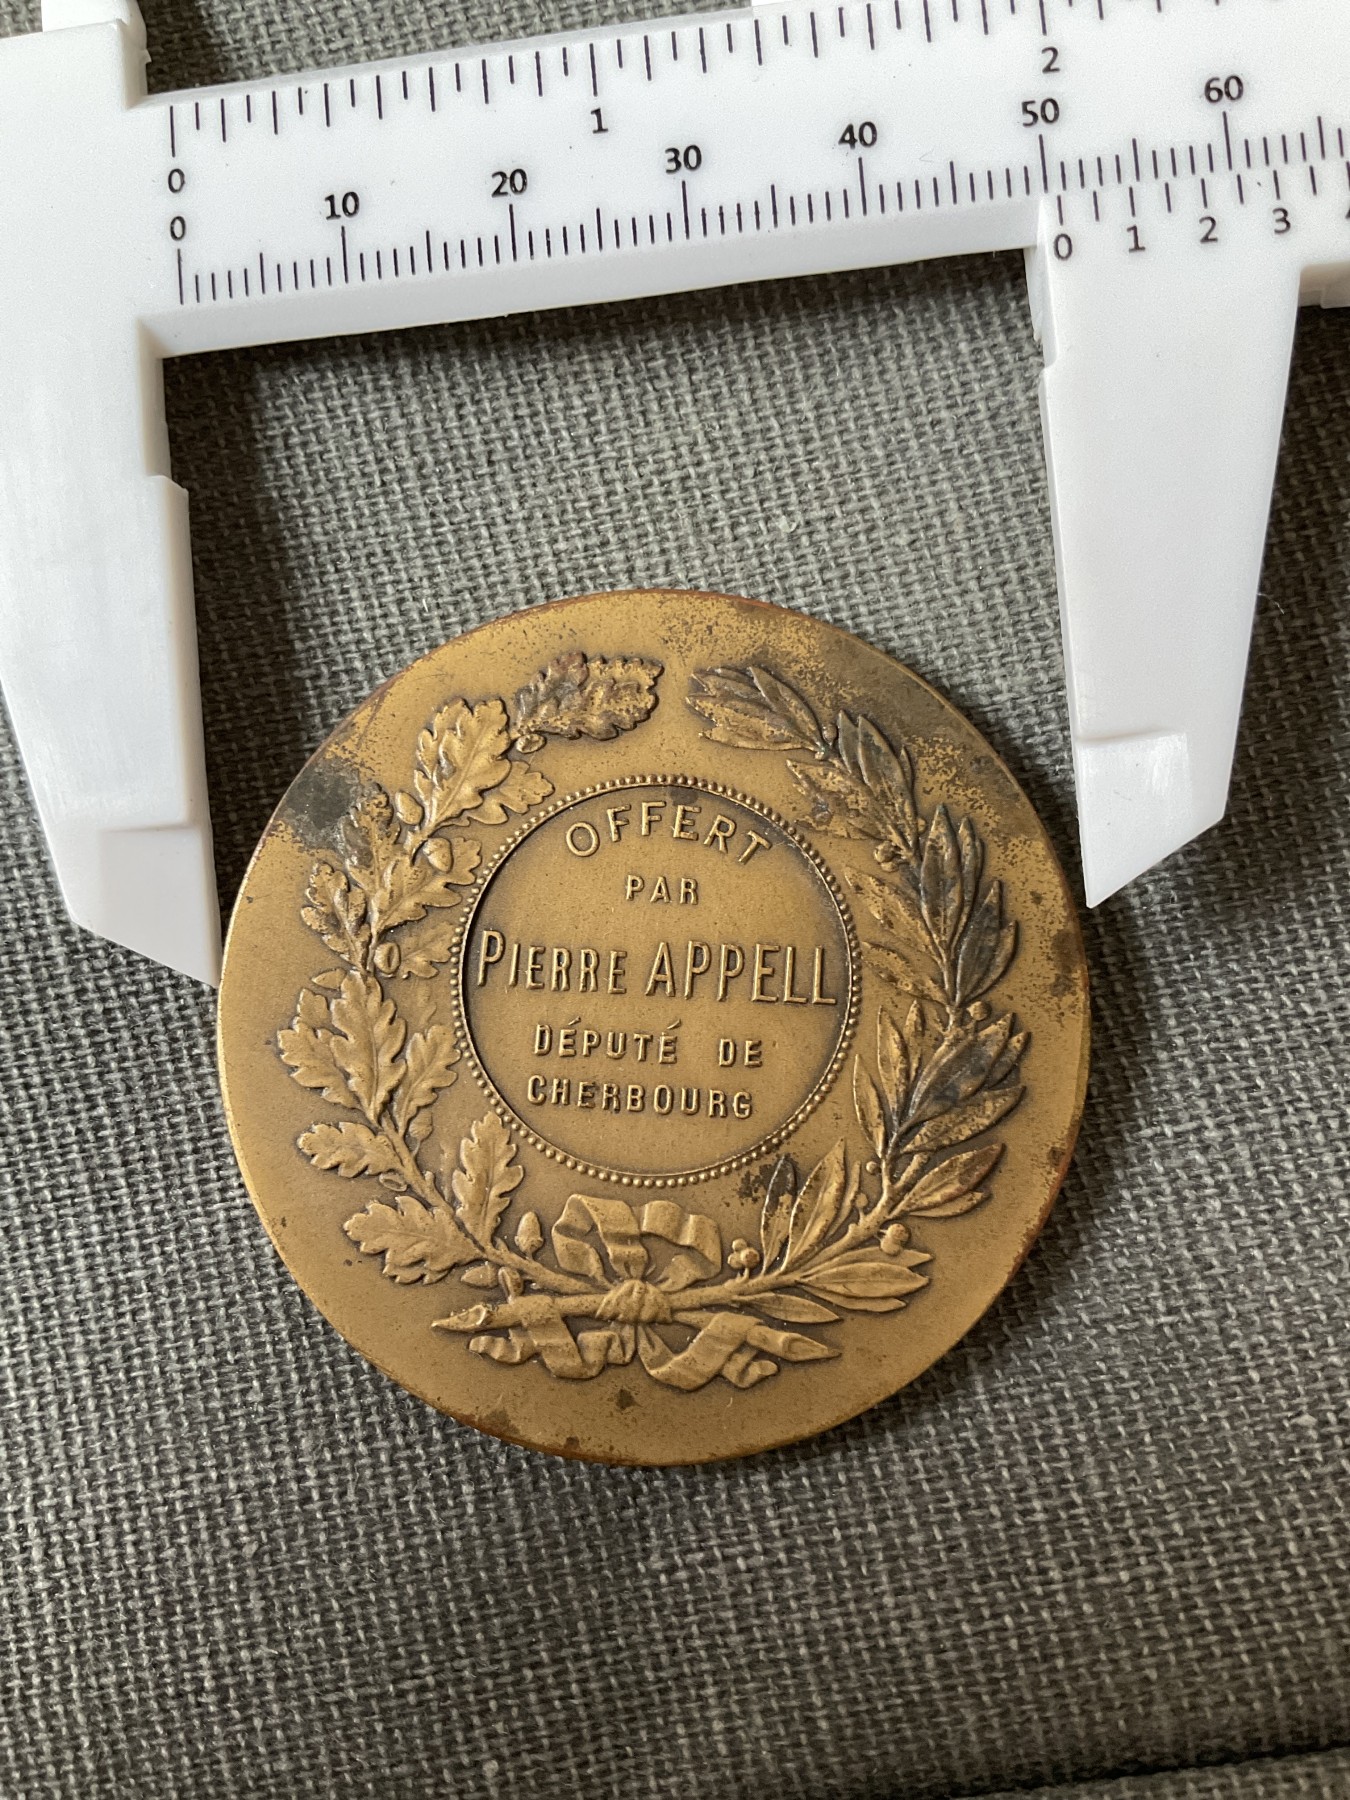 0 1 2
0 10 20 30 40 50 60
0 1 2 3
OFFERT
PAR
PIERRE APPELL
DÉPUTÉ DE
CHERBOURG